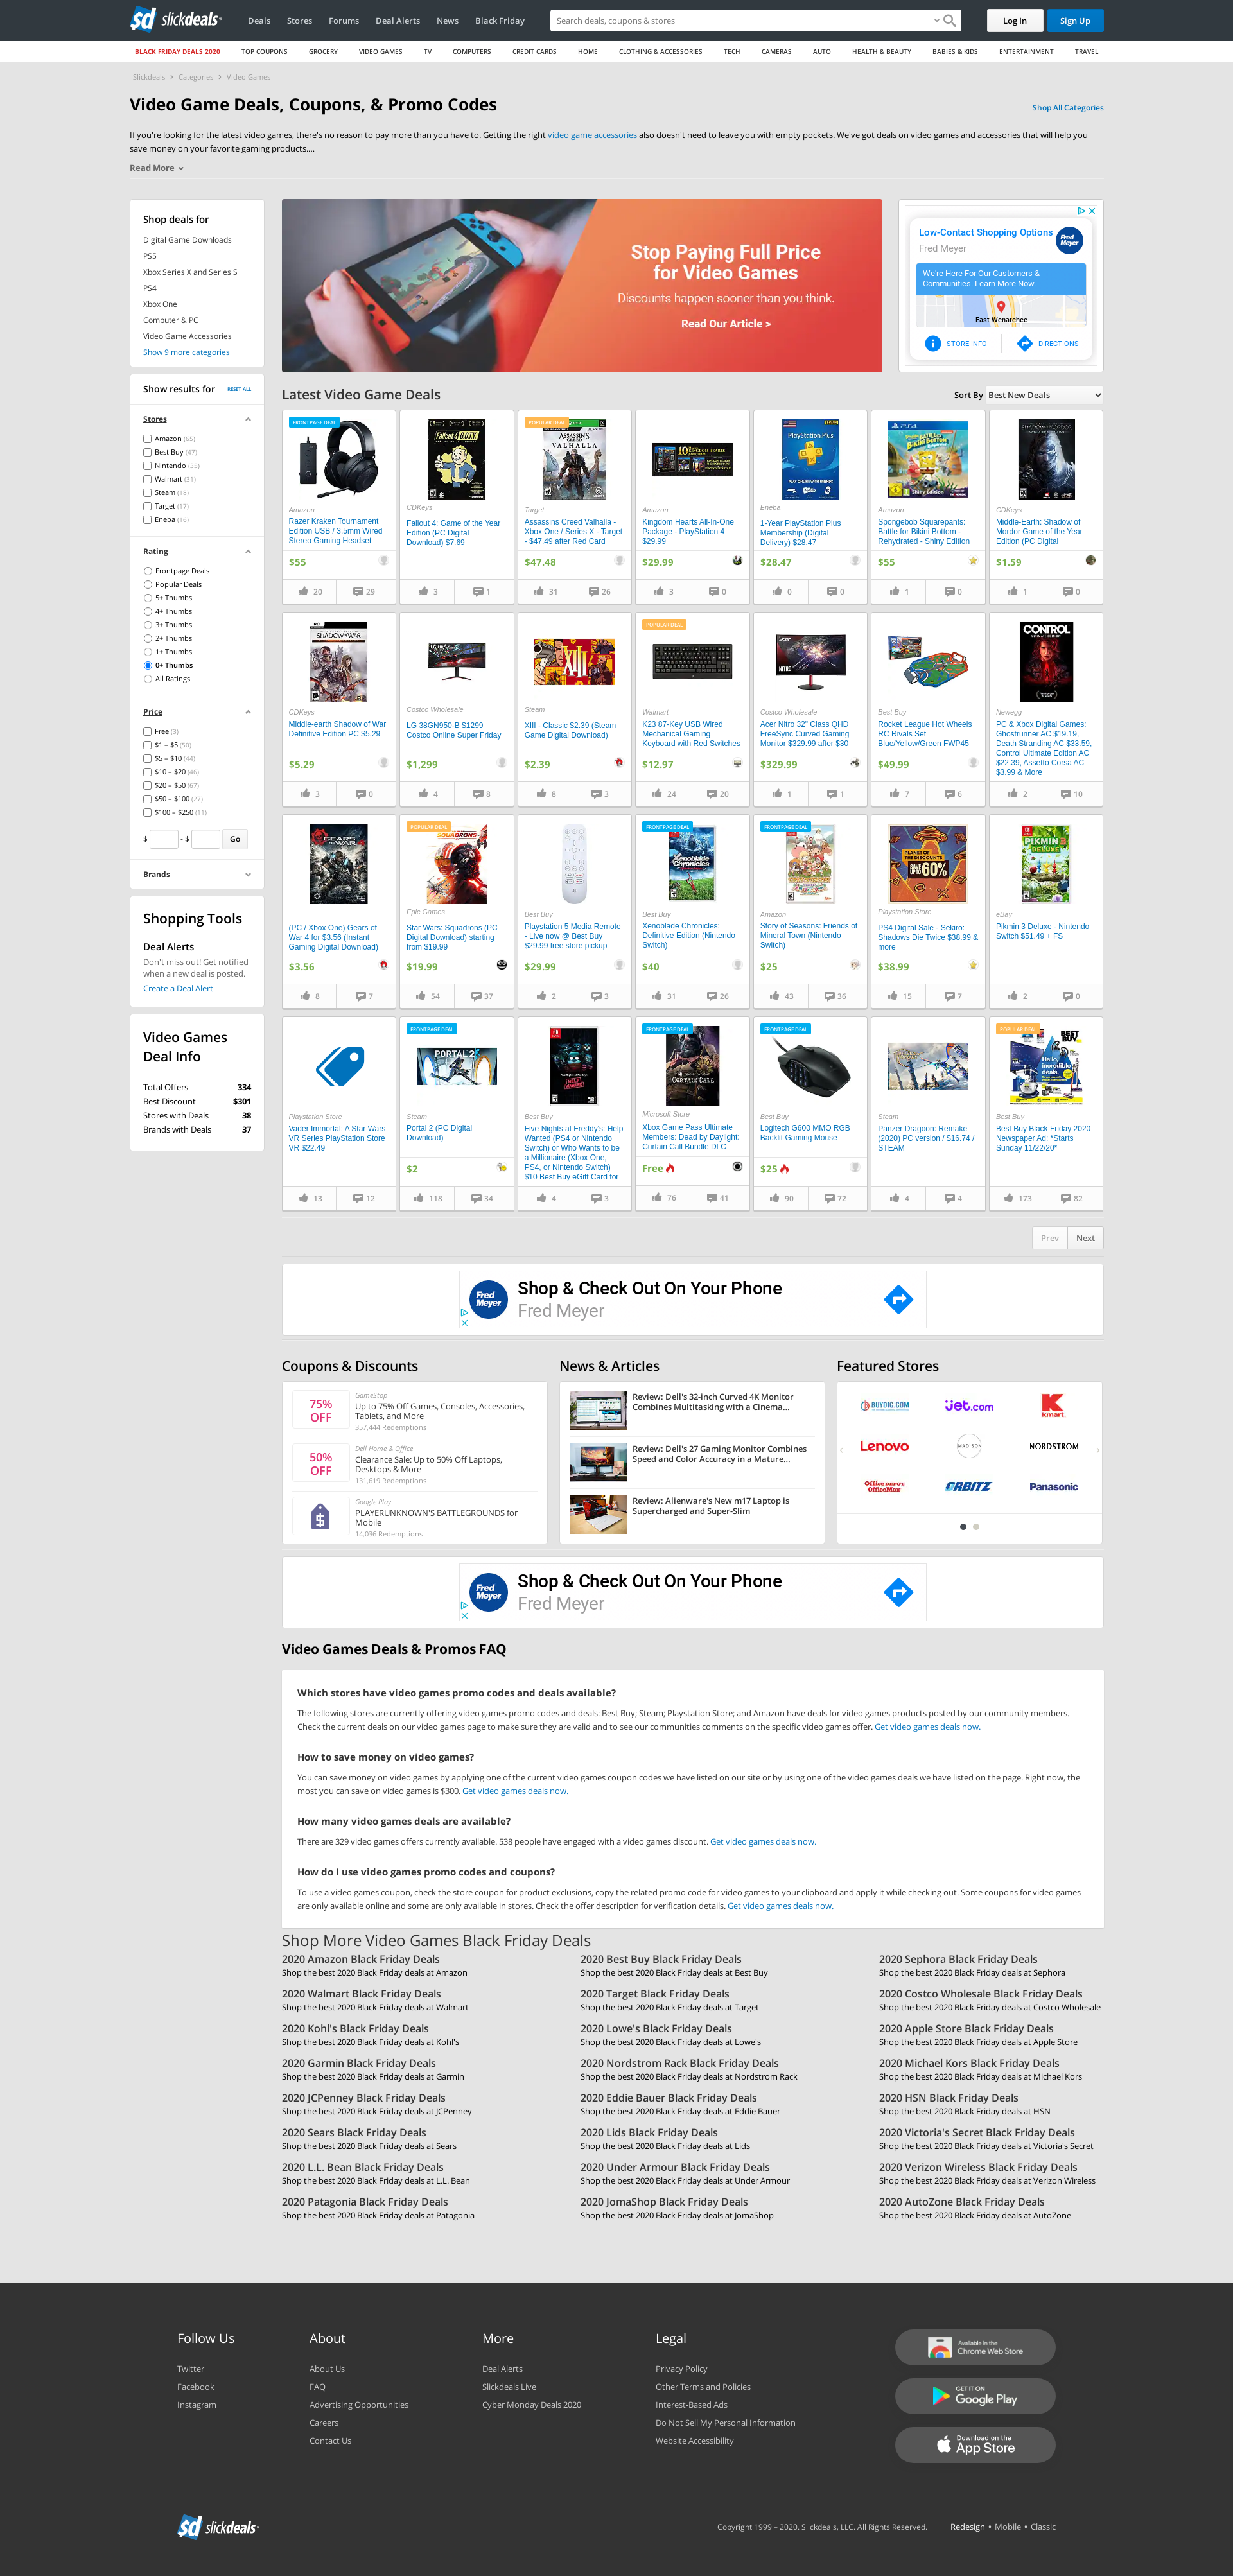 slickdeals
Deals
Stores
Forums
Deal Alerts
News
Black Friday
Search deals, coupons & stores
Log In
Sign Up
BLACK FRIDAY DEALS 2020
TOP COUPONS
GROCERY
VIDEO GAMES
TV
COMPUTERS
CREDIT CARDS
HOME
CLOTHING & ACCESSORIES
TECH
CAMERAS
AUTO
HEALTH & BEAUTY
BABIES & KIDS
ENTERTAINMENT
TRAVEL
Slickdeals > Categories > Video Games
Video Game Deals, Coupons, & Promo Codes
Shop All Categories
If you're looking for the latest video games, there's no reason to pay more than you have to. Getting the right video game accessories also doesn't need to leave you with empty pockets. We've got deals on video games and accessories that will help you
save money on your favorite gaming products....
Read More
Shop deals for
Digital Game Downloads
PS5
Xbox Series X and Series S
PS4
Xbox One
Computer & PC
Video Game Accessories
Show 9 more categories
Stop Paying Full Price
for Video Games
Discounts happen sooner than you think.
Read Our Article >
Low-Contact Shopping Options
Fred Meyer
We're Here For Our Customers &
Communities. Learn More Now.
East Wenatchee
STORE INFO
DIRECTIONS
Show results for
RESET ALL
Stores
Amazon (65)
Best Buy (47)
Nintendo (35)
Walmart (31)
Steam (18)
Target (17)
Eneba (16)
Rating
Frontpage Deals
Popular Deals
5+ Thumbs
4+ Thumbs
3+ Thumbs
2+ Thumbs
1+ Thumbs
0+ Thumbs
All Ratings
Price
Free (3)
$1 – $5 (50)
$5 – $10 (44)
$10 – $20 (46)
$20 – $50 (67)
$50 – $100 (27)
$100 – $250 (11)
$ - $ Go
Brands
Shopping Tools
Deal Alerts
Don't miss out! Get notified
when a new deal is posted.
Create a Deal Alert
Video Games
Deal Info
Total Offers 334
Best Discount $301
Stores with Deals 38
Brands with Deals 37
Latest Video Game Deals
Sort By Best New Deals
FRONTPAGE DEAL
Amazon
Razer Kraken Tournament
Edition USB / 3.5mm Wired
Stereo Gaming Headset
$55
20 29
CDKeys
Fallout 4: Game of the Year
Edition (PC Digital
Download) $7.69
3 1
POPULAR DEAL
Target
Assassins Creed Valhalla -
Xbox One / Series X - Target
- $47.49 after Red Card
$47.48
31 26
Amazon
Kingdom Hearts All-In-One
Package - PlayStation 4
$29.99
$29.99
3 0
Eneba
1-Year PlayStation Plus
Membership (Digital
Delivery) $28.47
$28.47
0 0
Amazon
Spongebob Squarepants:
Battle for Bikini Bottom -
Rehydrated - Shiny Edition
$55
1 0
CDKeys
Middle-Earth: Shadow of
Mordor Game of the Year
Edition (PC Digital
$1.59
1 0
CDKeys
Middle-earth Shadow of War
Definitive Edition PC $5.29
$5.29
3 0
Costco Wholesale
LG 38GN950-B $1299
Costco Online Super Friday
$1,299
4 8
XIII
Steam
XIII - Classic $2.39 (Steam
Game Digital Download)
$2.39
8 3
POPULAR DEAL
Walmart
K23 87-Key USB Wired
Mechanical Gaming
Keyboard with Red Switches
$12.97
24 20
Costco Wholesale
Acer Nitro 32" Class QHD
FreeSync Curved Gaming
Monitor $329.99 after $30
$329.99
1 1
Best Buy
Rocket League Hot Wheels
RC Rivals Set
Blue/Yellow/Green FWP45
$49.99
7 6
CONTROL
Newegg
PC & Xbox Digital Games:
Ghostrunner AC $19.19,
Death Stranding AC $33.59,
Control Ultimate Edition AC
$22.39, Assetto Corsa AC
$3.99 & More
2 10
(PC / Xbox One) Gears of
War 4 for $3.56 (Instant
Gaming Digital Download)
$3.56
8 7
POPULAR DEAL
SQUADRONS
Epic Games
Star Wars: Squadrons (PC
Digital Download) starting
from $19.99
$19.99
54 37
Best Buy
Playstation 5 Media Remote
- Live now @ Best Buy
$29.99 free store pickup
$29.99
2 3
FRONTPAGE DEAL
Best Buy
Xenoblade Chronicles:
Definitive Edition (Nintendo
Switch)
$40
31 26
FRONTPAGE DEAL
Amazon
Story of Seasons: Friends of
Mineral Town (Nintendo
Switch)
$25
43 36
PLANET OF THE DISCOUNTS
SAVE UP TO 60%
Playstation Store
PS4 Digital Sale - Sekiro:
Shadows Die Twice $38.99 &
more
$38.99
15 7
eBay
Pikmin 3 Deluxe - Nintendo
Switch $51.49 + FS
2 0
Playstation Store
Vader Immortal: A Star Wars
VR Series PlayStation Store
VR $22.49
13 12
FRONTPAGE DEAL
PORTAL 2
Steam
Portal 2 (PC Digital
Download)
$2
118 34
Best Buy
Five Nights at Freddy's: Help
Wanted (PS4 or Nintendo
Switch) or Who Wants to be
a Millionaire (Xbox One,
PS4, or Nintendo Switch) +
$10 Best Buy eGift Card for
4 3
FRONTPAGE DEAL
CURTAIN CALL
Microsoft Store
Xbox Game Pass Ultimate
Members: Dead by Daylight:
Curtain Call Bundle DLC
Free
76 41
FRONTPAGE DEAL
Best Buy
Logitech G600 MMO RGB
Backlit Gaming Mouse
$25
90 72
Steam
Panzer Dragoon: Remake
(2020) PC version / $16.74 /
STEAM
4 4
POPULAR DEAL
Best Buy
Best Buy Black Friday 2020
Newspaper Ad: *Starts
Sunday 11/22/20*
173 82
Prev Next
Shop & Check Out On Your Phone
Fred Meyer
Coupons & Discounts
75%
OFF
GameStop
Up to 75% Off Games, Consoles, Accessories,
Tablets, and More
357,444 Redemptions
50%
OFF
Dell Home & Office
Clearance Sale: Up to 50% Off Laptops,
Desktops & More
131,619 Redemptions
Google Play
PLAYERUNKNOWN'S BATTLEGROUNDS for
Mobile
14,036 Redemptions
News & Articles
Review: Dell's 32-inch Curved 4K Monitor
Combines Multitasking with a Cinema...
Review: Dell's 27 Gaming Monitor Combines
Speed and Color Accuracy in a Mature...
Review: Alienware's New m17 Laptop is
Supercharged and Super-Slim
Featured Stores
BUYDIG.COM
jet.com
kmart
Lenovo
MADISON
NORDSTROM
Office DEPOT
OfficeMax
ORBITZ
Panasonic
Shop & Check Out On Your Phone
Fred Meyer
Video Games Deals & Promos FAQ
Which stores have video games promo codes and deals available?
The following stores are currently offering video games promo codes and deals: Best Buy; Steam; Playstation Store; and Amazon have deals for video games products posted by our community members.
Check the current deals on our video games page to make sure they are valid and to see our communities comments on the specific video games offer. Get video games deals now.
How to save money on video games?
You can save money on video games by applying one of the current video games coupon codes we have listed on our site or by using one of the video games deals we have listed on the page. Right now, the
most you can save on video games is $300. Get video games deals now.
How many video games deals are available?
There are 329 video games offers currently available. 538 people have engaged with a video games discount. Get video games deals now.
How do I use video games promo codes and coupons?
To use a video games coupon, check the store coupon for product exclusions, copy the related promo code for video games to your clipboard and apply it while checking out. Some coupons for video games
are only available online and some are only available in stores. Check the offer description for verification details. Get video games deals now.
Shop More Video Games Black Friday Deals
2020 Amazon Black Friday Deals
Shop the best 2020 Black Friday deals at Amazon
2020 Best Buy Black Friday Deals
Shop the best 2020 Black Friday deals at Best Buy
2020 Sephora Black Friday Deals
Shop the best 2020 Black Friday deals at Sephora
2020 Walmart Black Friday Deals
Shop the best 2020 Black Friday deals at Walmart
2020 Target Black Friday Deals
Shop the best 2020 Black Friday deals at Target
2020 Costco Wholesale Black Friday Deals
Shop the best 2020 Black Friday deals at Costco Wholesale
2020 Kohl's Black Friday Deals
Shop the best 2020 Black Friday deals at Kohl's
2020 Lowe's Black Friday Deals
Shop the best 2020 Black Friday deals at Lowe's
2020 Apple Store Black Friday Deals
Shop the best 2020 Black Friday deals at Apple Store
2020 Garmin Black Friday Deals
Shop the best 2020 Black Friday deals at Garmin
2020 Nordstrom Rack Black Friday Deals
Shop the best 2020 Black Friday deals at Nordstrom Rack
2020 Michael Kors Black Friday Deals
Shop the best 2020 Black Friday deals at Michael Kors
2020 JCPenney Black Friday Deals
Shop the best 2020 Black Friday deals at JCPenney
2020 Eddie Bauer Black Friday Deals
Shop the best 2020 Black Friday deals at Eddie Bauer
2020 HSN Black Friday Deals
Shop the best 2020 Black Friday deals at HSN
2020 Sears Black Friday Deals
Shop the best 2020 Black Friday deals at Sears
2020 Lids Black Friday Deals
Shop the best 2020 Black Friday deals at Lids
2020 Victoria's Secret Black Friday Deals
Shop the best 2020 Black Friday deals at Victoria's Secret
2020 L.L. Bean Black Friday Deals
Shop the best 2020 Black Friday deals at L.L. Bean
2020 Under Armour Black Friday Deals
Shop the best 2020 Black Friday deals at Under Armour
2020 Verizon Wireless Black Friday Deals
Shop the best 2020 Black Friday deals at Verizon Wireless
2020 Patagonia Black Friday Deals
Shop the best 2020 Black Friday deals at Patagonia
2020 JomaShop Black Friday Deals
Shop the best 2020 Black Friday deals at JomaShop
2020 AutoZone Black Friday Deals
Shop the best 2020 Black Friday deals at AutoZone
Follow Us
Twitter
Facebook
Instagram
About
About Us
FAQ
Advertising Opportunities
Careers
Contact Us
More
Deal Alerts
Slickdeals Live
Cyber Monday Deals 2020
Legal
Privacy Policy
Other Terms and Policies
Interest-Based Ads
Do Not Sell My Personal Information
Website Accessibility
Available in the
Chrome Web Store
GET IT ON
Google Play
Download on the
App Store
slickdeals
Copyright 1999 – 2020. Slickdeals, LLC. All Rights Reserved.
Redesign • Mobile • Classic